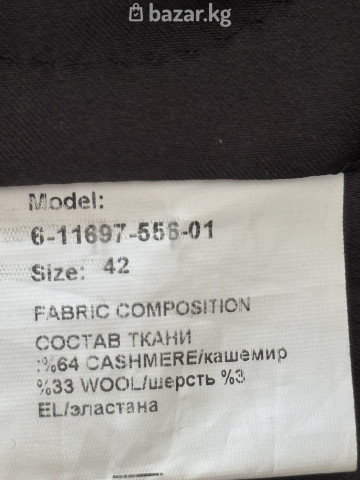 bazar.kg
Model:
6-11697-556-01
Size: 42
FABRIC COMPOSITION
СОСТАВ ТКАНИ
:%64 CASHMERE/кашемир
%33 WOOL/шерсть %3
EL/эластана